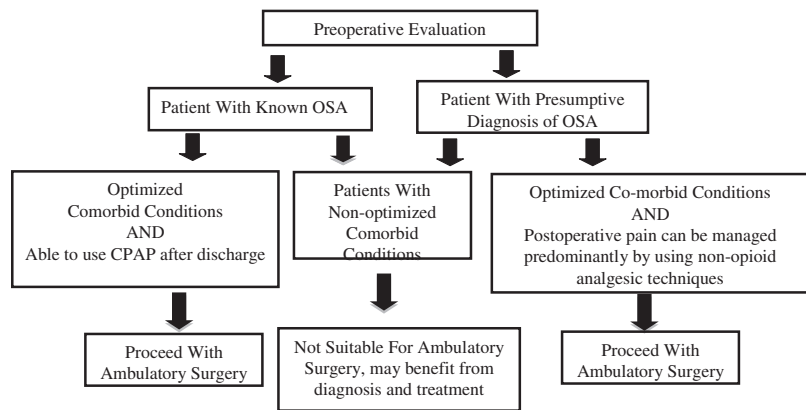 Preoperative Evaluation
Patient With Known OSA
Patient With Presumptive
Diagnosis of OSA
Optimized
Comorbid Conditions
AND
Able to use CPAP after discharge
Patients With
Non-optimized
Comorbid
Conditions
Optimized Co-morbid Conditions
AND
Postoperative pain can be managed
predominantly by using non-opioid
analgesic techniques
Proceed With
Ambulatory Surgery
Not Suitable For Ambulatory
Surgery, may benefit from
diagnosis and treatment
Proceed With
Ambulatory Surgery